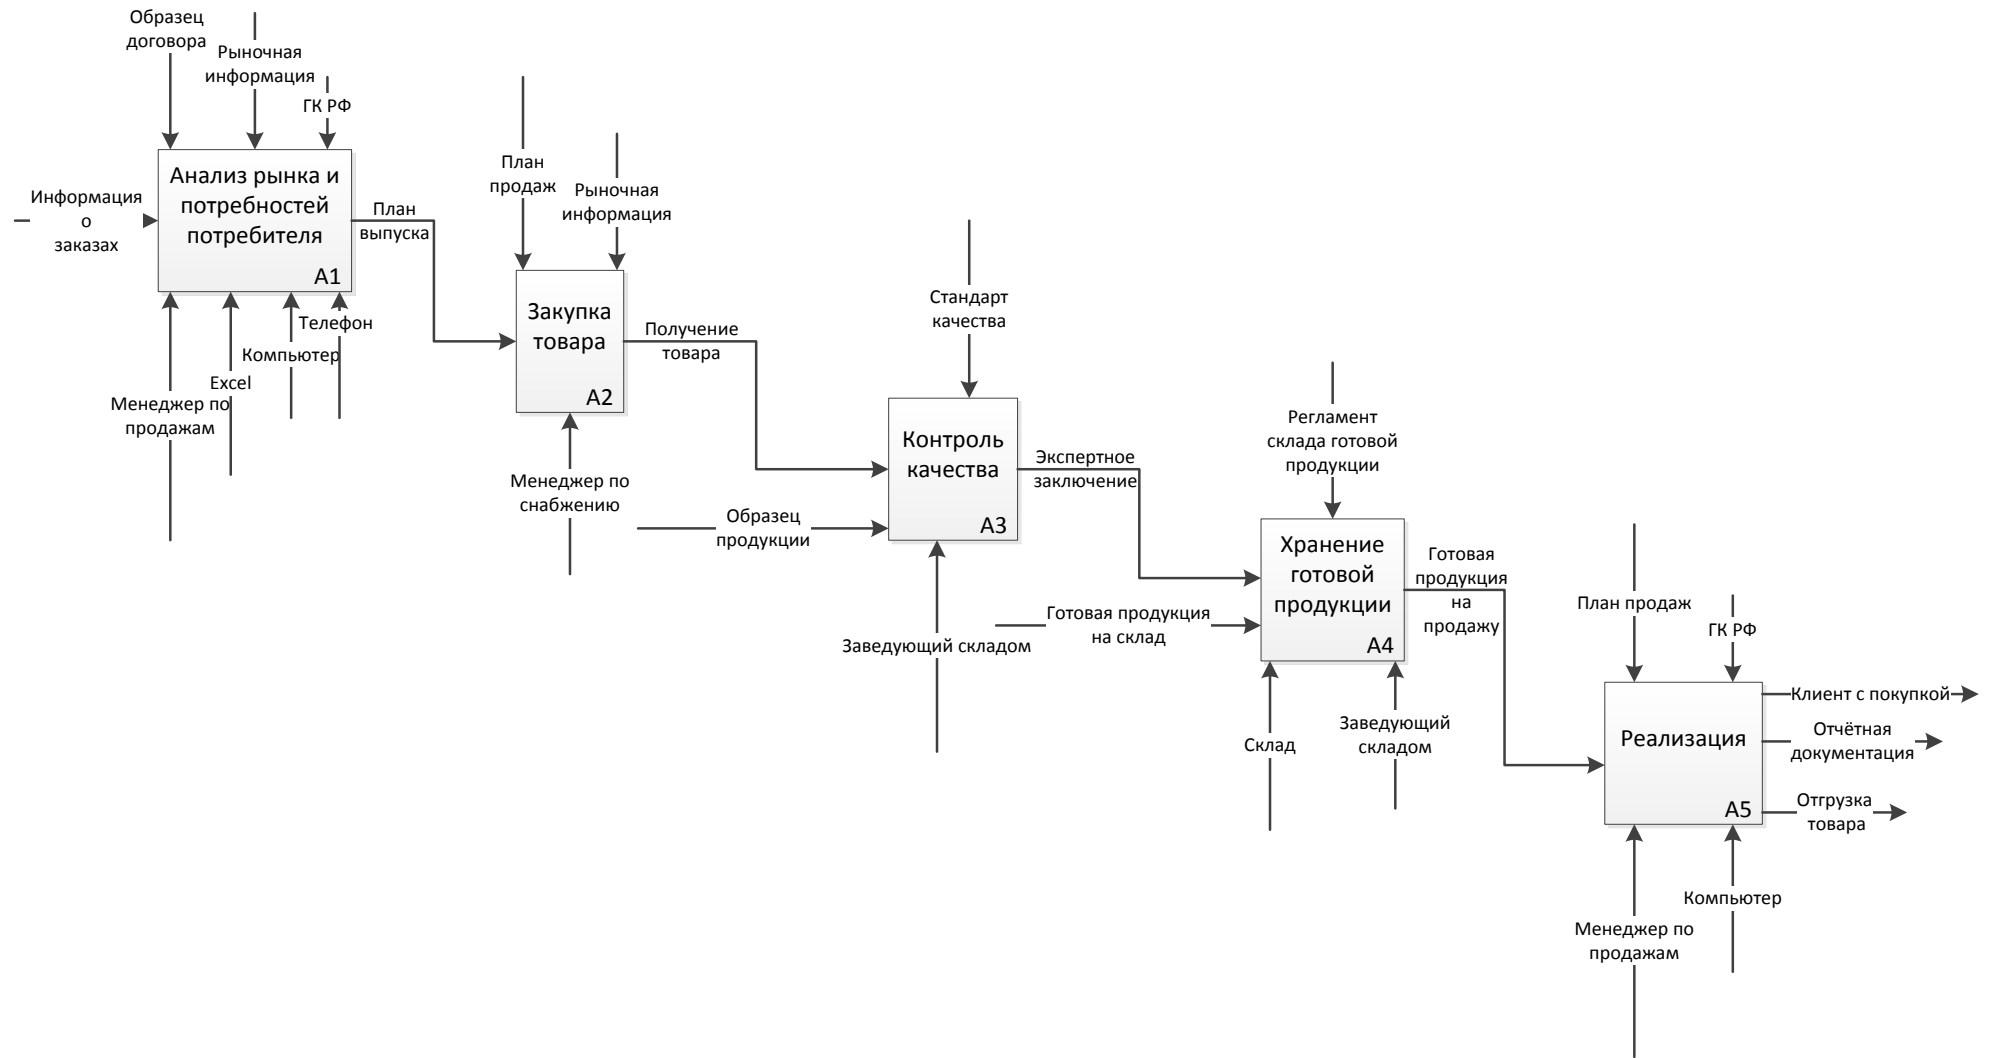 Образец
договора
Рыночная
информация
ГК РФ
Информация
о
заказах
Анализ рынка и
потребностей
потребителя
A1
План
выпуска
Телефон
Компьютер
Excel
Менеджер по
продажам
План
продаж
Рыночная
информация
Закупка
товара
A2
Получение
товара
Менеджер по
снабжению
Стандарт
качества
Контроль
качества
A3
Образец
продукции
Экспертное
заключение
Заведующий складом
Регламент
склада готовой
продукции
Хранение
готовой
продукции
A4
Готовая продукция
на склад
Готовая
продукция
на
продажу
Склад
Заведующий
складом
План продаж
ГК РФ
Реализация
A5
Клиент с покупкой
Отчётная
документация
Отгрузка
товара
Компьютер
Менеджер по
продажам